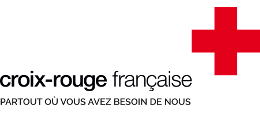 croix-rouge française
PARTOUT OÙ VOUS AVEZ BESOIN DE NOUS